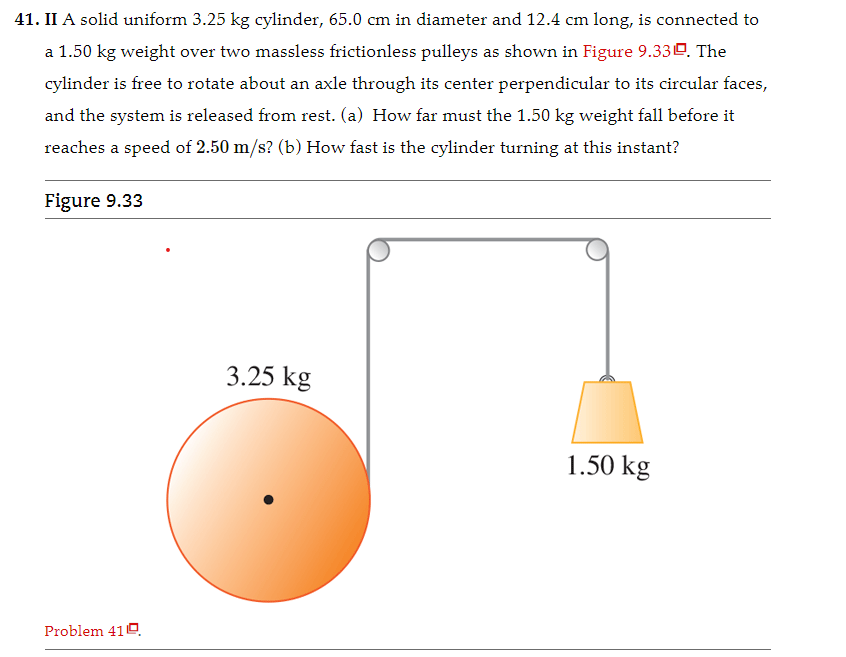 41. II A solid uniform 3.25 kg cylinder, 65.0 cm in diameter and 12.4 cm long, is connected to
a 1.50 kg weight over two massless frictionless pulleys as shown in Figure 9.33. The
cylinder is free to rotate about an axle through its center perpendicular to its circular faces,
and the system is released from rest. (a) How far must the 1.50 kg weight fall before it
reaches a speed of 2.50 m/s? (b) How fast is the cylinder turning at this instant?
Figure 9.33
3.25 kg
1.50 kg
Problem 41.